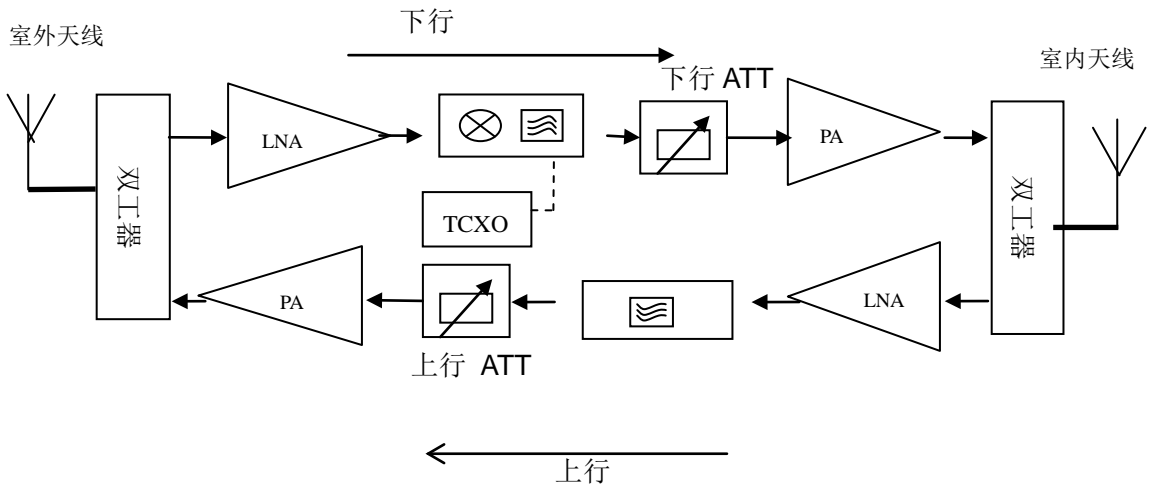 下行
室外天线
室内天线
下行 ATT
LNA
PA
双工器
双工器
TCXO
PA
LNA
上行 ATT
上行